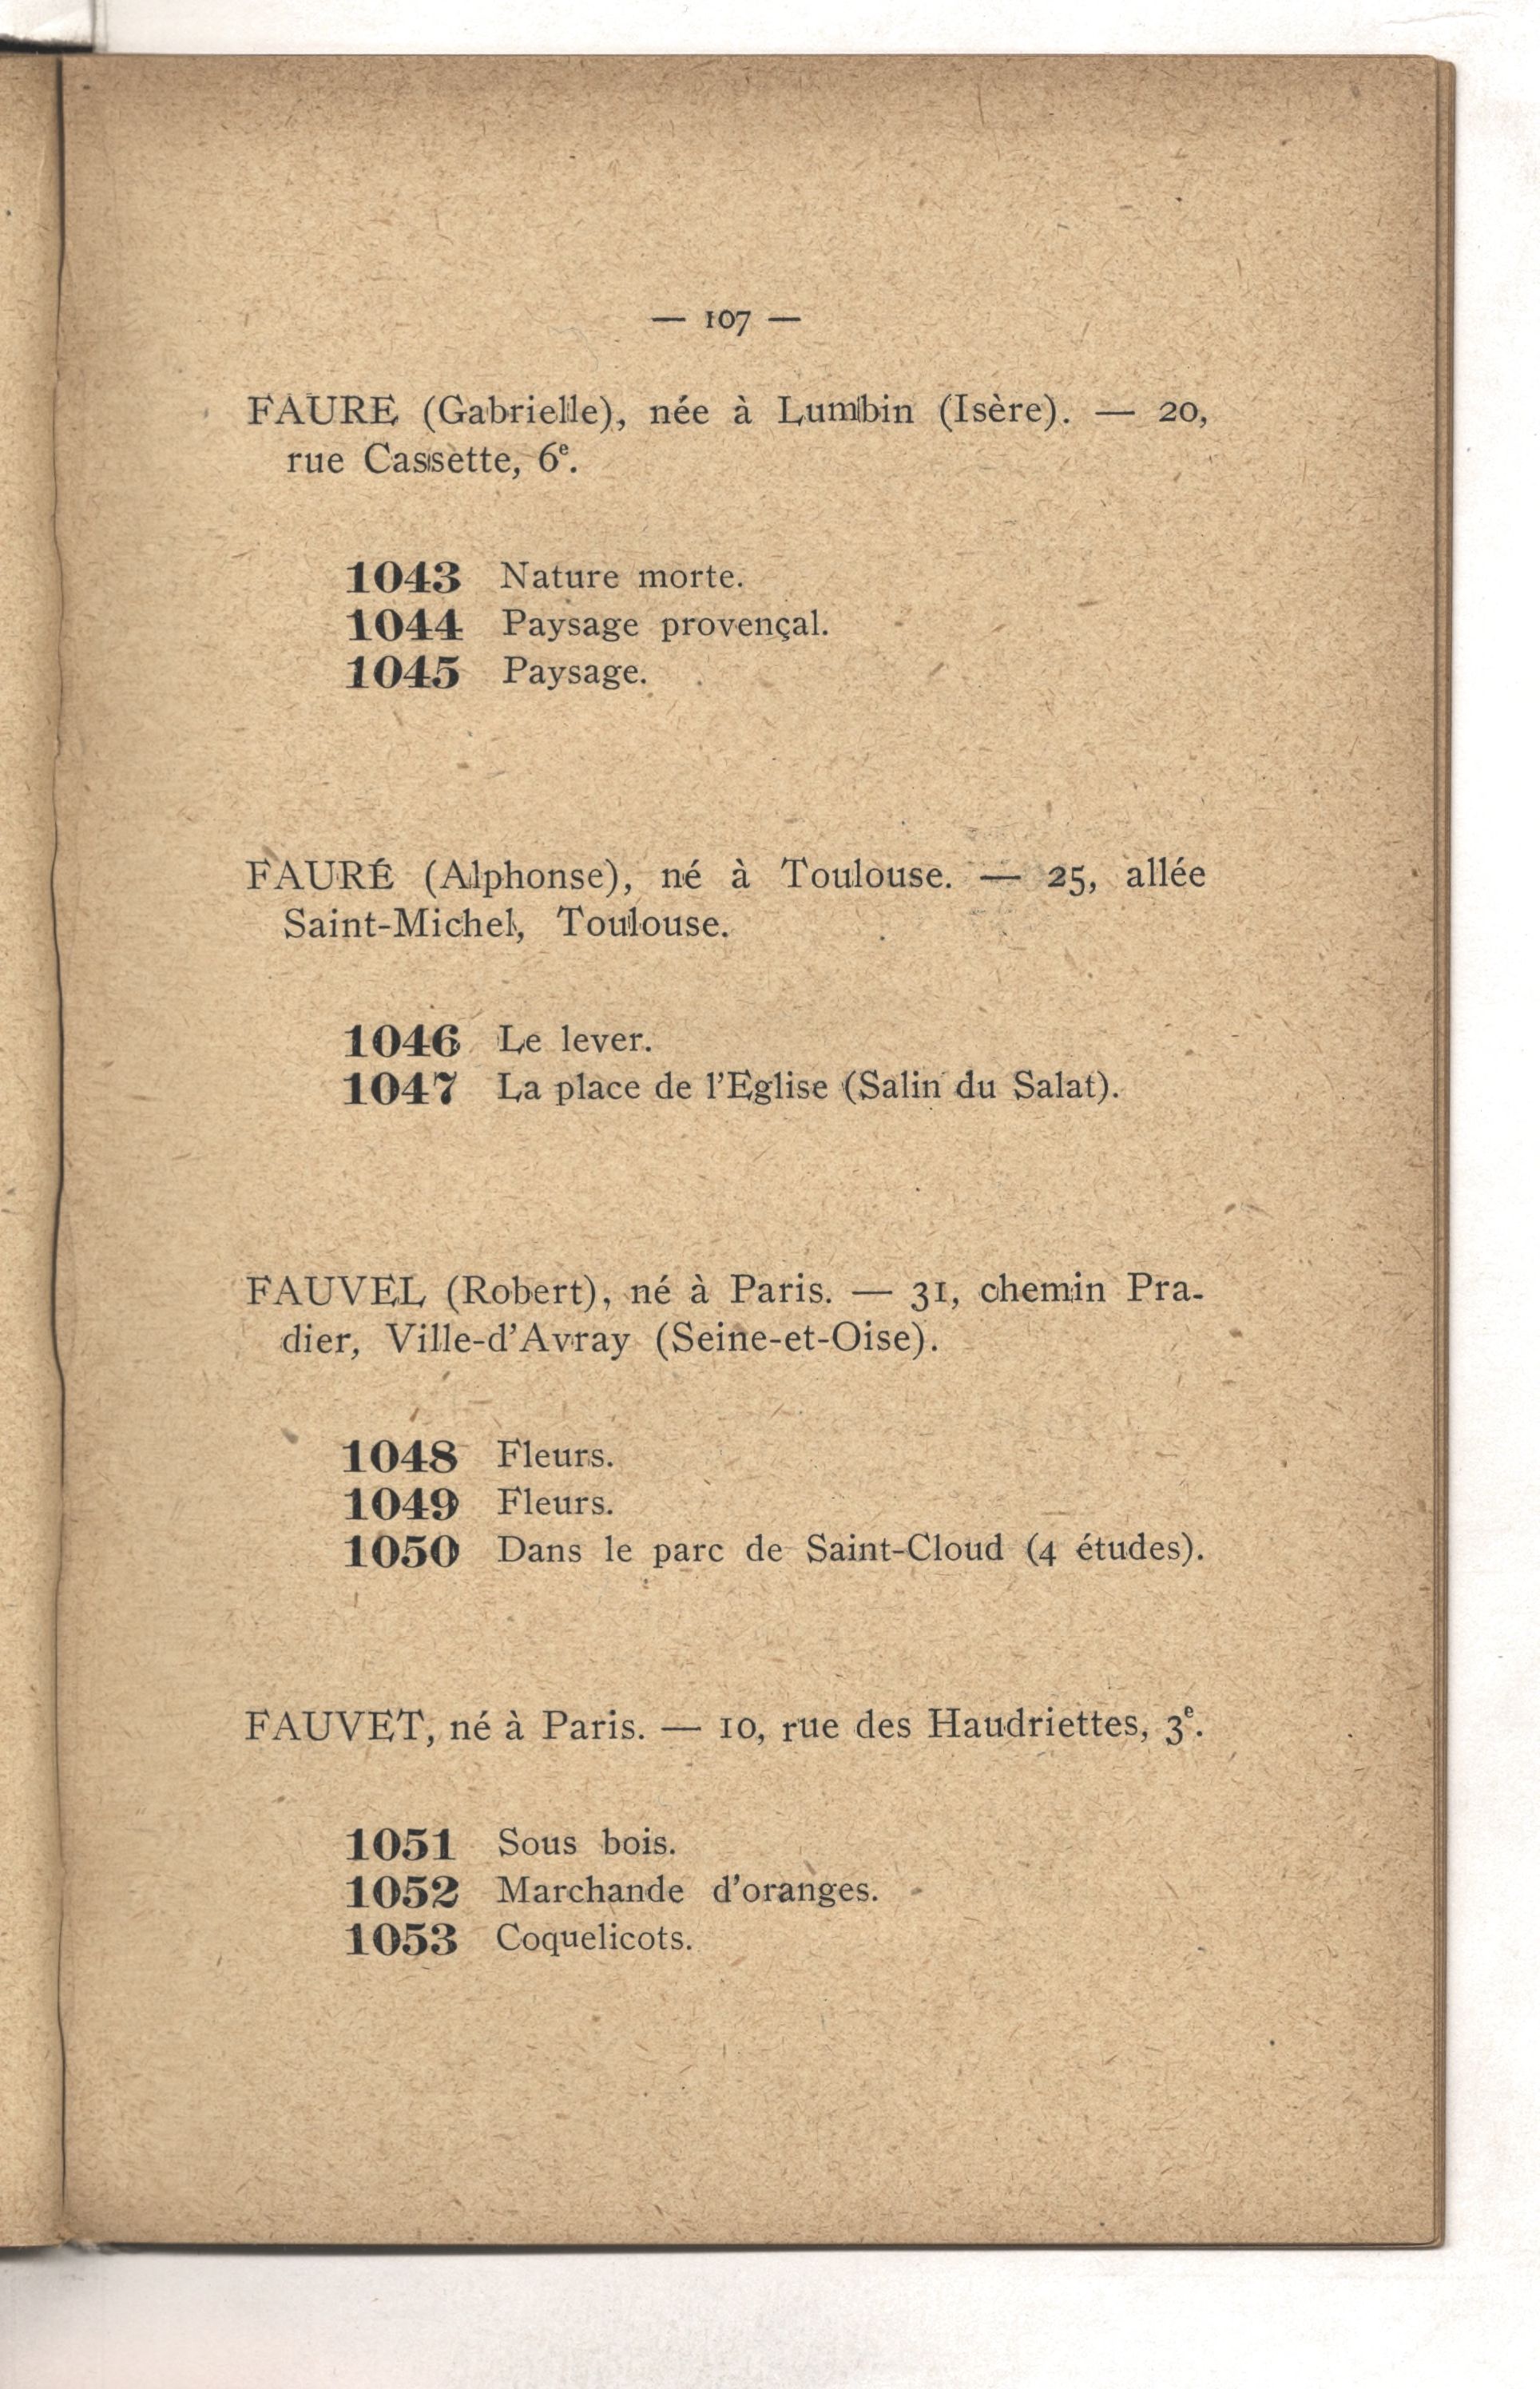 — 107 —
FAURE (Gabrielle), née à Lumbin (Isère). — 20,
rue Cassette, 6e.
1043 Nature morte.
1044 Paysage provençal.
1045 Paysage.
FAURÉ (Alphonse), né à Toulouse. — 25, allée
Saint-Michel, Toulouse.
1046 Le lever.
1047 La place de l'Eglise (Salin du Salat).
FAUVEL (Robert), né à Paris. — 31, chemin Pra-
dier, Ville-d'Avray (Seine-et-Oise).
1048 Fleurs.
1049 Fleurs.
1050 Dans le parc de Saint-Cloud (4 études).
FAUVET, né à Paris. — 10, rue des Haudriettes, 3e.
1051 Sous bois.
1052 Marchande d'oranges.
1053 Coquelicots.